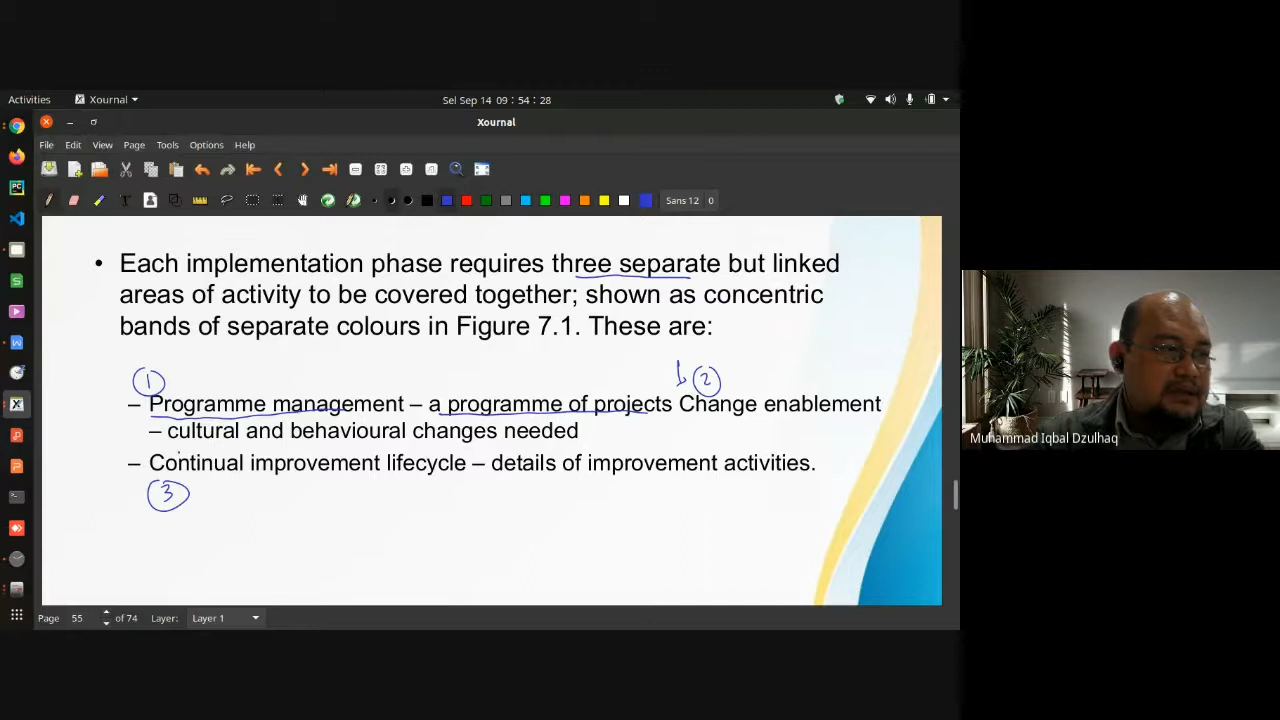 Activities Xournal Sel Sep 14 09:54:28
Xournal
File Edit View Page Tools Options Help
Sans 12 0
• Each implementation phase requires three separate but linked
areas of activity to be covered together; shown as concentric
bands of separate colours in Figure 7.1. These are:
1 2
– Programme management – a programme of projects Change enablement
– cultural and behavioural changes needed
– Continual improvement lifecycle – details of improvement activities.
3
Muhammad Iqbal Dzulhaq
Page 55 of 74 Layer: Layer 1